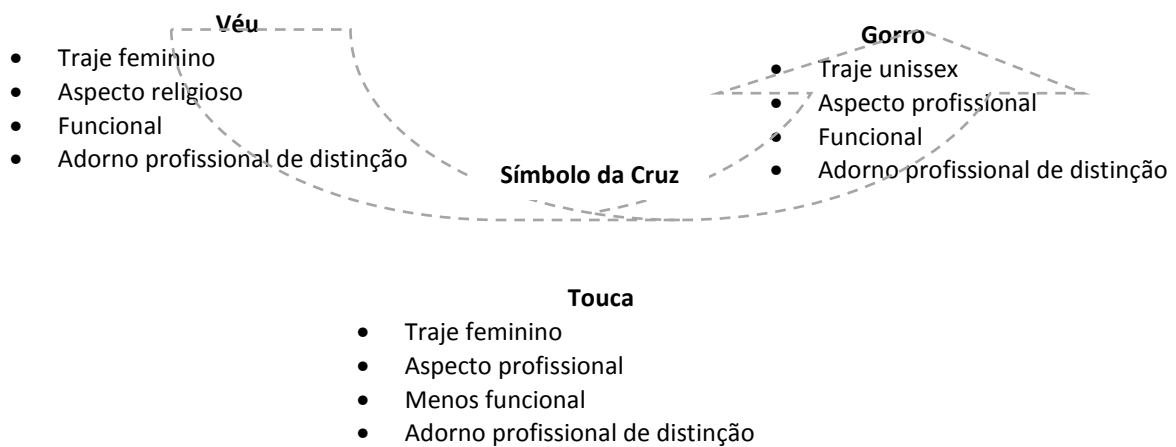 Véu
• Traje feminino
• Aspecto religioso
• Funcional
• Adorno profissional de distinção
Gorro
• Traje unissex
• Aspecto profissional
• Funcional
• Adorno profissional de distinção
Símbolo da Cruz
Touca
• Traje feminino
• Aspecto profissional
• Menos funcional
• Adorno profissional de distinção